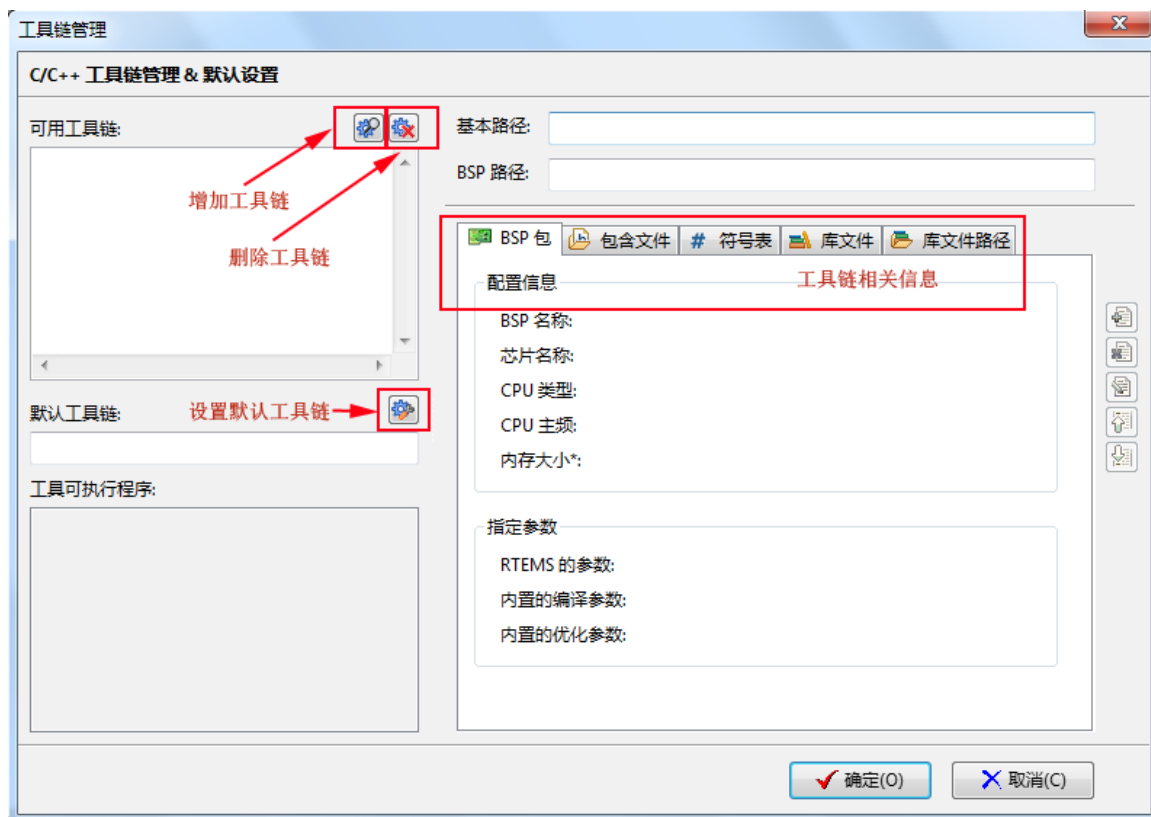 工具链管理
C/C++ 工具链管理 & 默认设置
可用工具链:
增加工具链
删除工具链
默认工具链:
设置默认工具链
工具可执行程序:
基本路径:
BSP 路径:
BSP 包
包含文件
# 符号表
库文件
库文件路径
工具链相关信息
配置信息
BSP 名称:
芯片名称:
CPU 类型:
CPU 主频:
内存大小*:
指定参数
RTEMS 的参数:
内置的编译参数:
内置的优化参数:
确定(O)
取消(C)